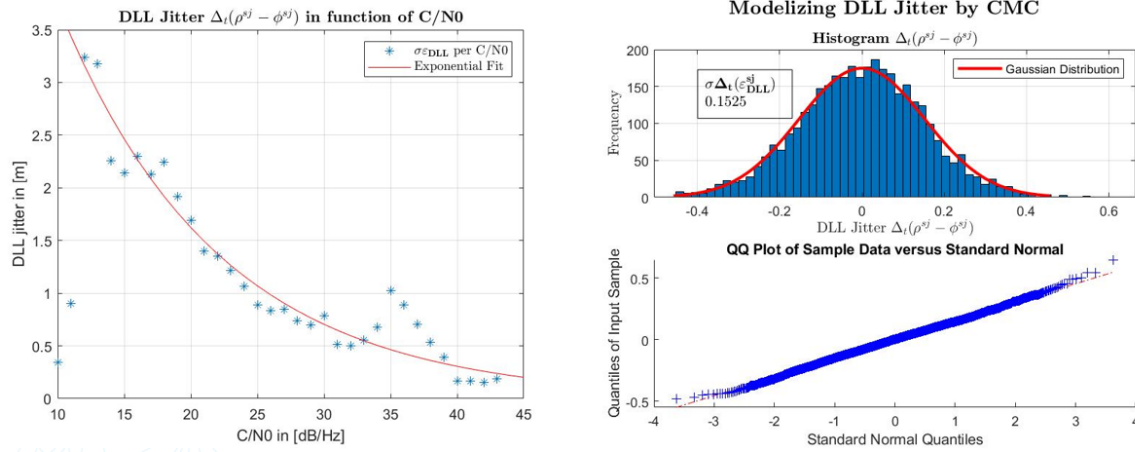 DLL Jitter Δₜ(ρˢʲ − ϕˢʲ) in function of C/N0
3.5
3
2.5
2
1.5
1
0.5
0
DLL jitter in [m]
σε_DLL per C/N0
Exponential Fit
10 15 20 25 30 35 40 45
C/N0 in [dB/Hz]
Modelizing DLL Jitter by CMC
Histogram Δₜ(ρˢʲ − ϕˢʲ)
200
150
100
50
0
Frequency
σΔₜ(ε^sj_DLL)
0.1525
Gaussian Distribution
-0.4 -0.2 0 0.2 0.4 0.6
DLL Jitter Δₜ(ρˢʲ − ϕˢʲ)
QQ Plot of Sample Data versus Standard Normal
0.5
0
-0.5
Quantiles of Input Sample
-4 -3 -2 -1 0 1 2 3 4
Standard Normal Quantiles